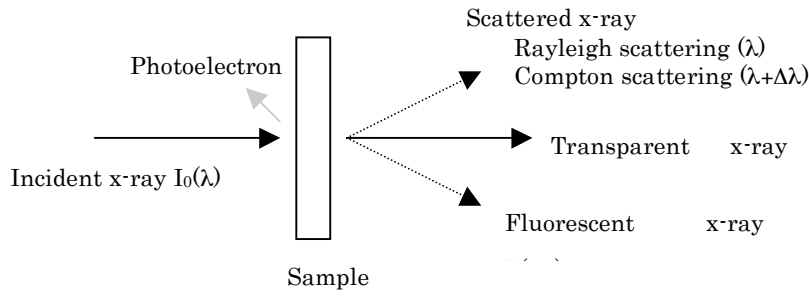 Scattered x-ray
Rayleigh scattering (λ)
Compton scattering (λ+Δλ)
Photoelectron
Transparent x-ray
Incident x-ray I₀(λ)
Fluorescent x-ray
Sample